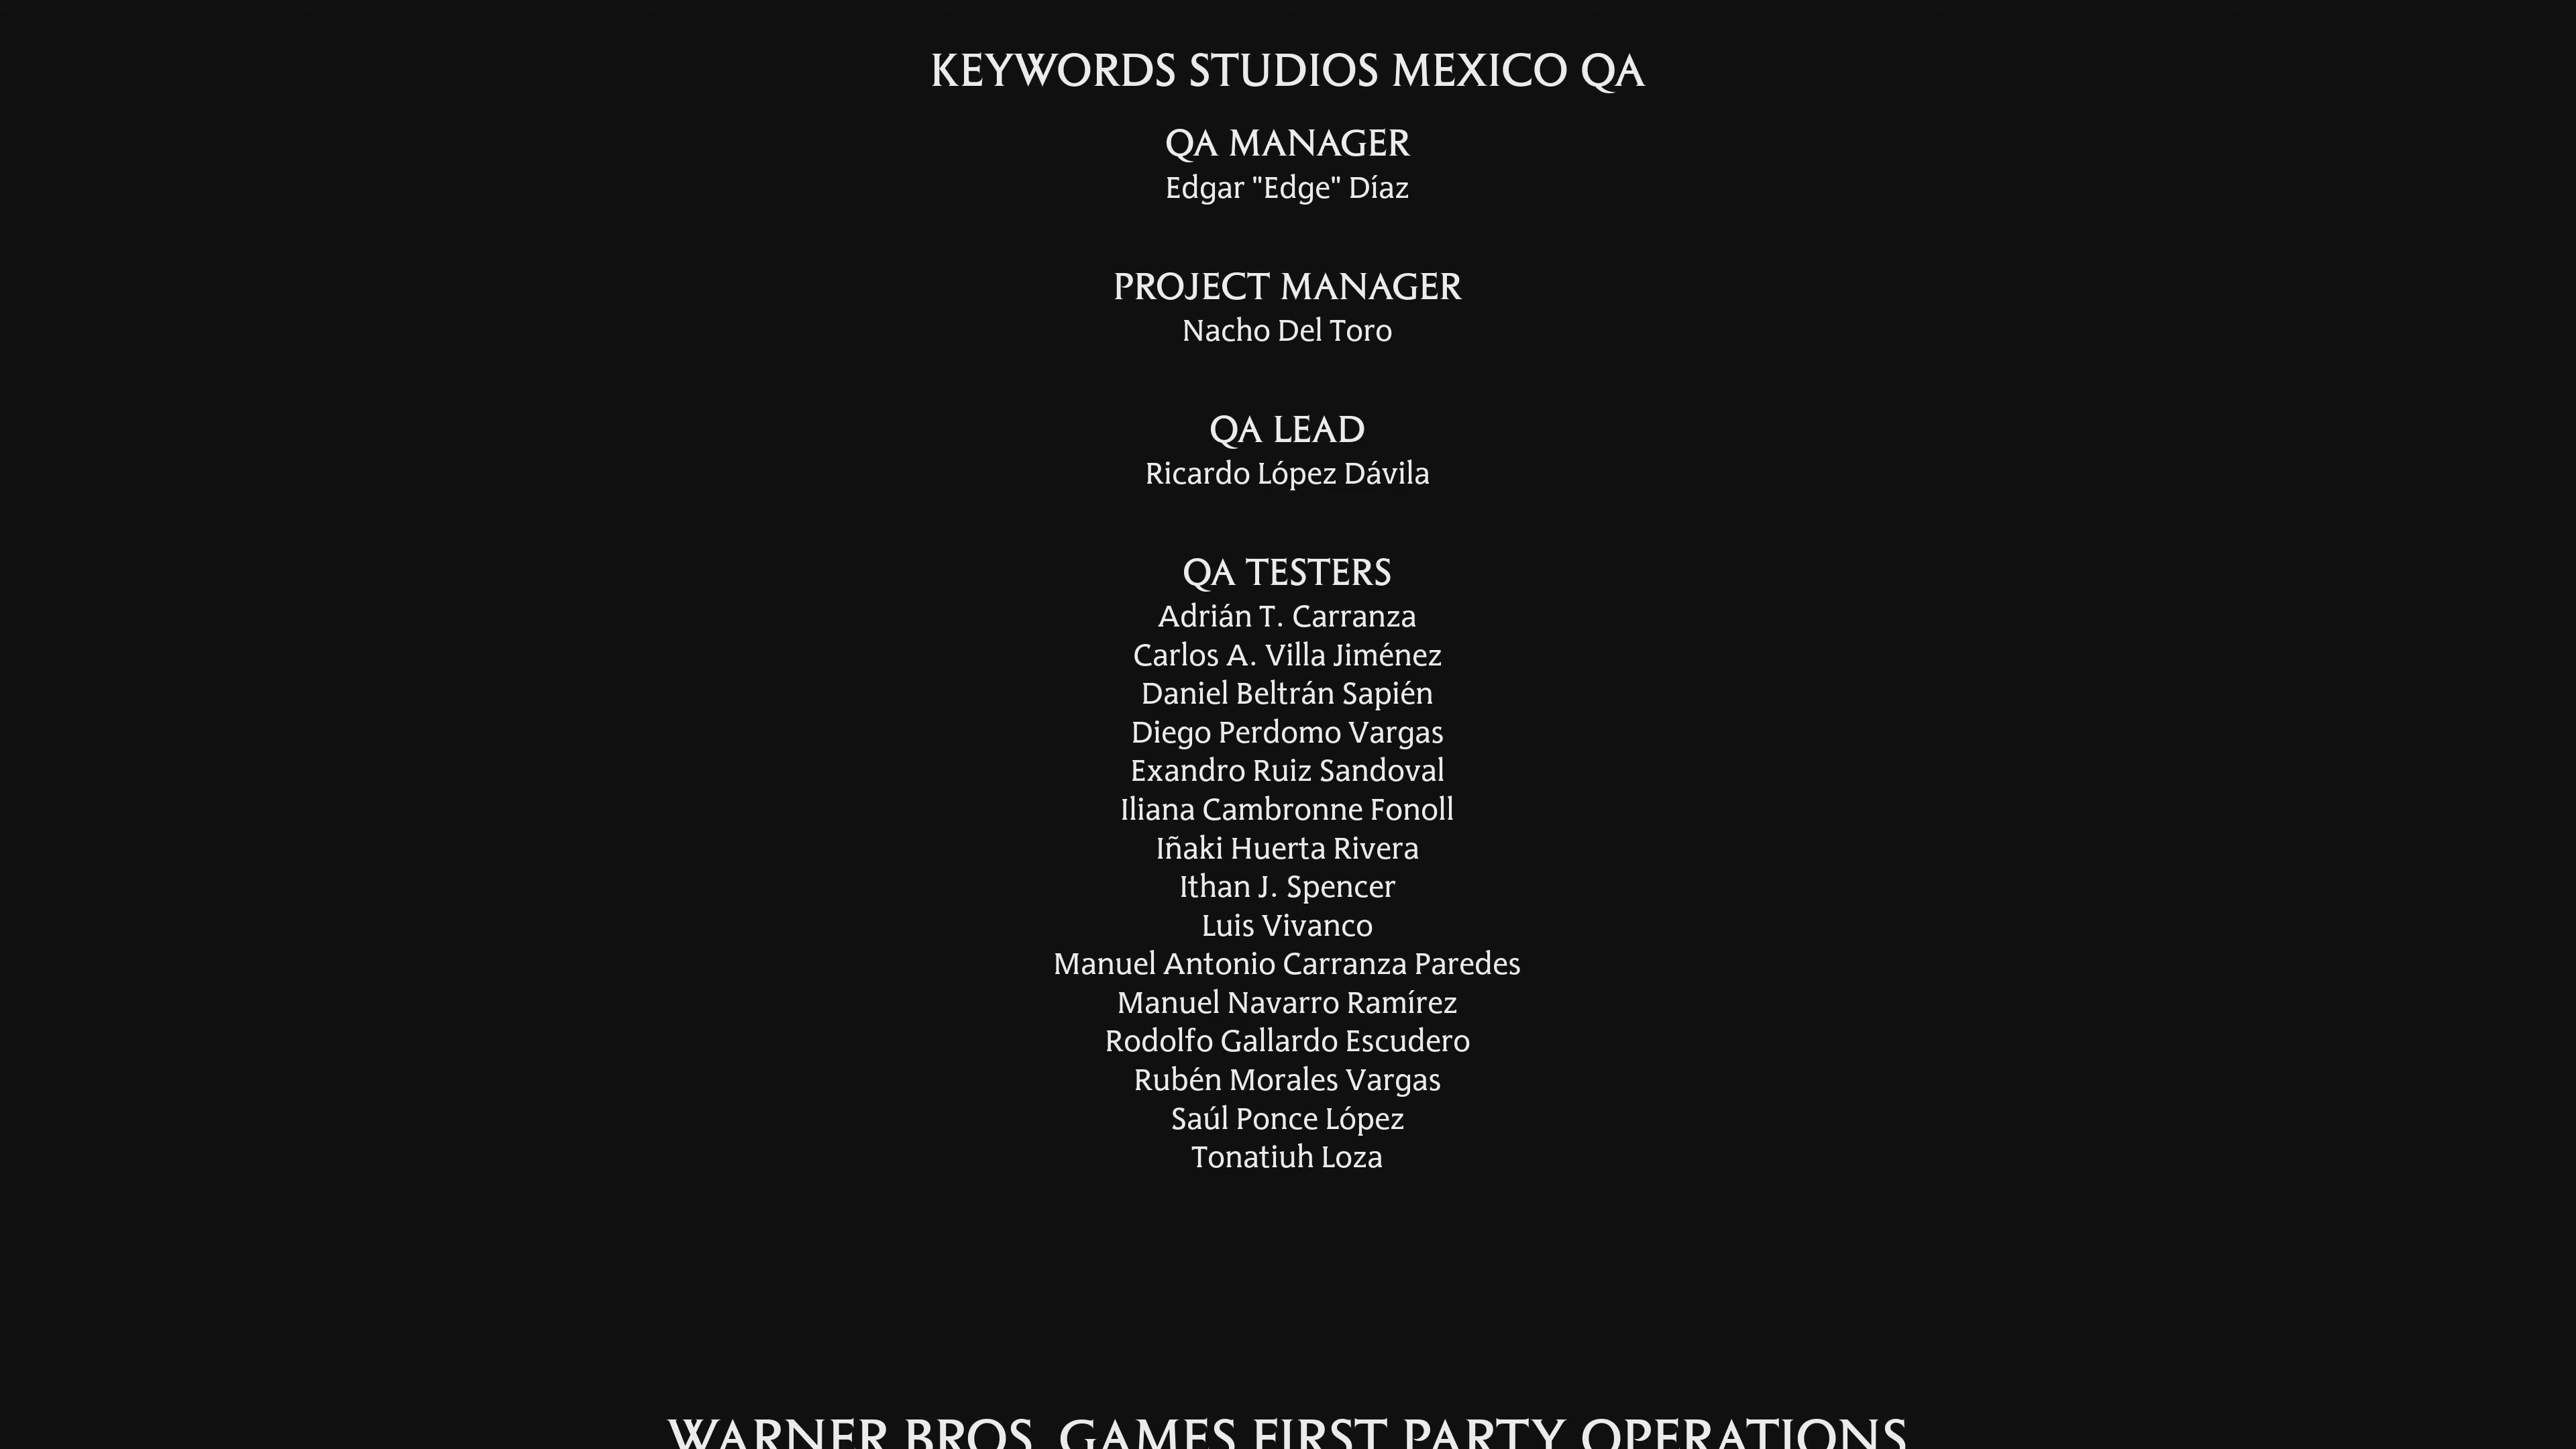 KEYWORDS STUDIOS MEXICO QA
QA MANAGER
Edgar "Edge" Díaz
PROJECT MANAGER
Nacho Del Toro
QA LEAD
Ricardo López Dávila
QA TESTERS
Adrián T. Carranza
Carlos A. Villa Jiménez
Daniel Beltrán Sapién
Diego Perdomo Vargas
Exandro Ruiz Sandoval
Iliana Cambronne Fonoll
Iñaki Huerta Rivera
Ithan J. Spencer
Luis Vivanco
Manuel Antonio Carranza Paredes
Manuel Navarro Ramírez
Rodolfo Gallardo Escudero
Rubén Morales Vargas
Saúl Ponce López
Tonatiuh Loza
WARNER BROS. GAMES FIRST PARTY OPERATIONS